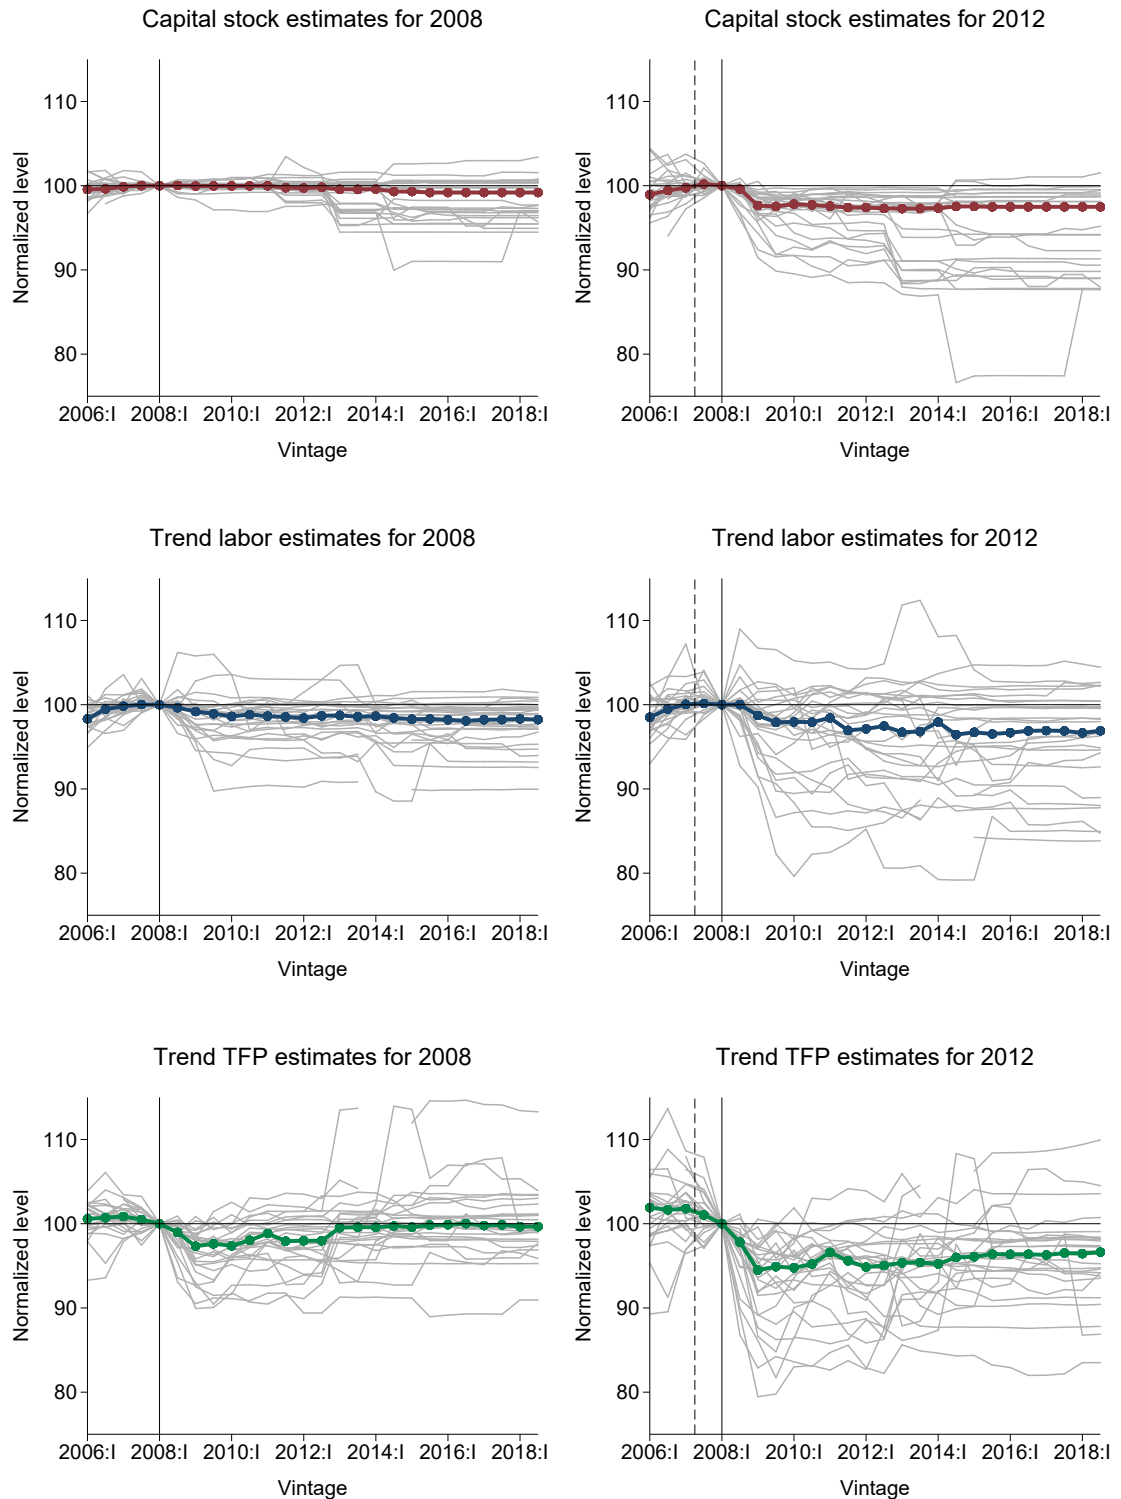 Capital stock estimates for 2008
Normalized level
110
100
90
80
2006:I 2008:I 2010:I 2012:I 2014:I 2016:I 2018:I
Vintage
Capital stock estimates for 2012
Normalized level
110
100
90
80
2006:I 2008:I 2010:I 2012:I 2014:I 2016:I 2018:I
Vintage
Trend labor estimates for 2008
Normalized level
110
100
90
80
2006:I 2008:I 2010:I 2012:I 2014:I 2016:I 2018:I
Vintage
Trend labor estimates for 2012
Normalized level
110
100
90
80
2006:I 2008:I 2010:I 2012:I 2014:I 2016:I 2018:I
Vintage
Trend TFP estimates for 2008
Normalized level
110
100
90
80
2006:I 2008:I 2010:I 2012:I 2014:I 2016:I 2018:I
Vintage
Trend TFP estimates for 2012
Normalized level
110
100
90
80
2006:I 2008:I 2010:I 2012:I 2014:I 2016:I 2018:I
Vintage